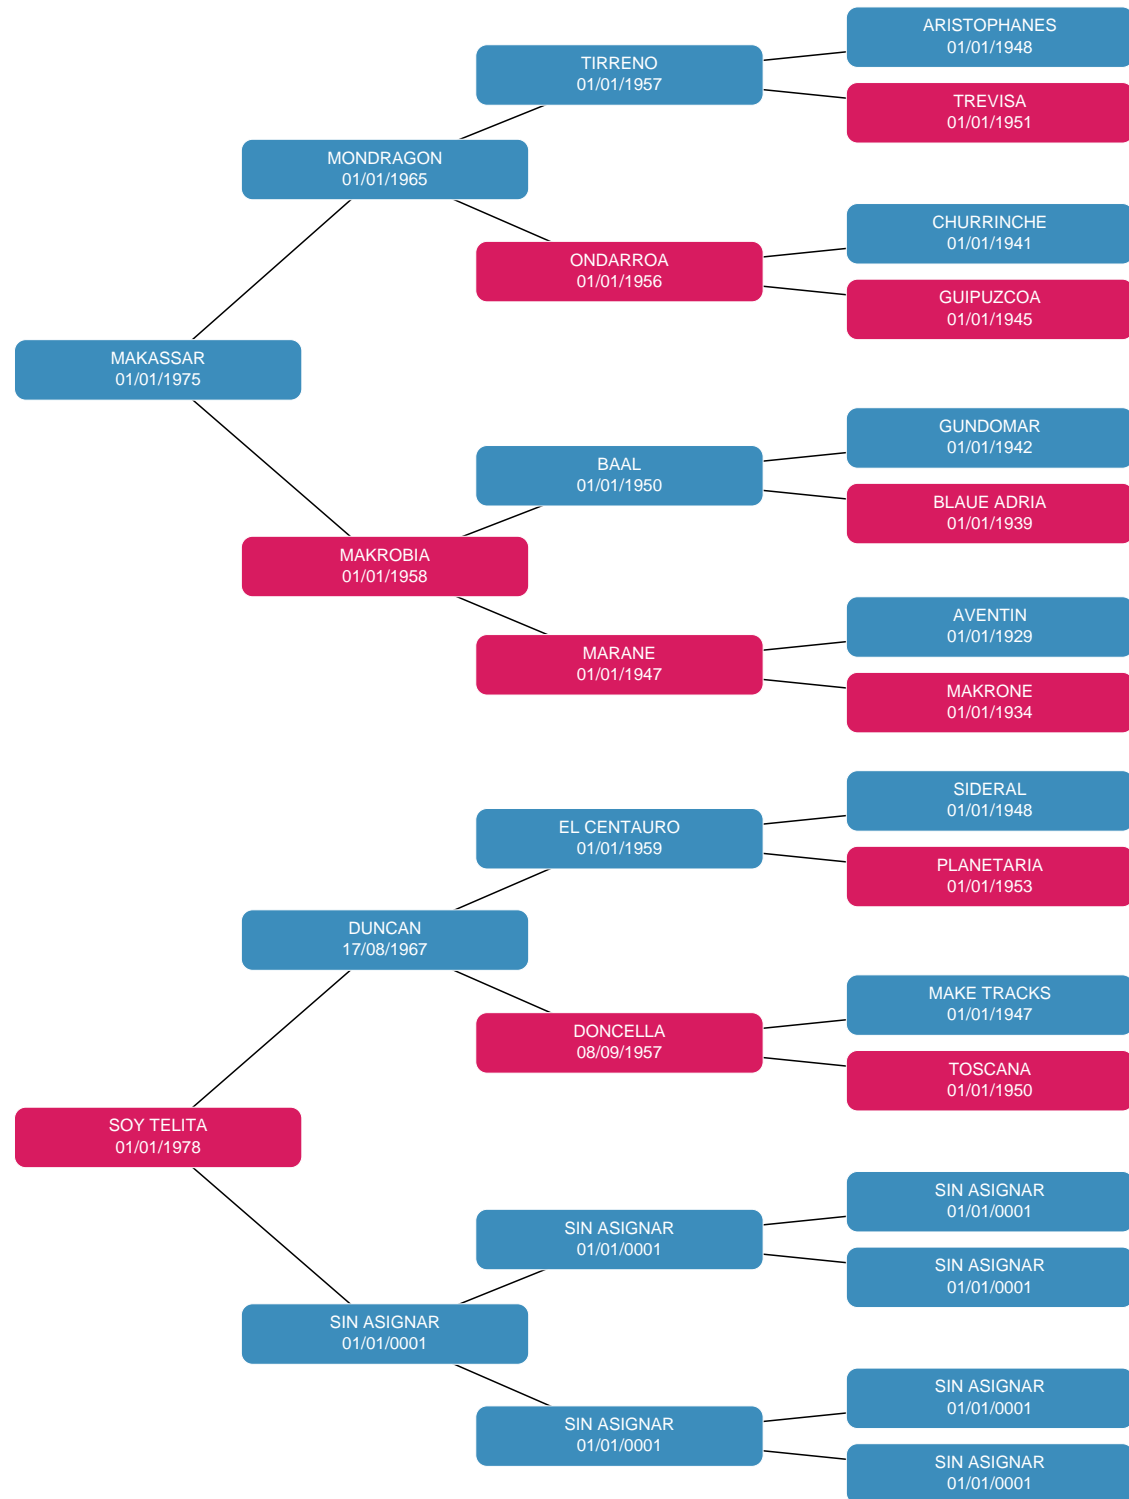 ARISTOPHANES
01/01/1948
TIRRENO
01/01/1957
TREVISA
01/01/1951
MONDRAGON
01/01/1965
CHURRINCHE
01/01/1941
ONDARROA
01/01/1956
GUIPUZCOA
01/01/1945
MAKASSAR
01/01/1975
GUNDOMAR
01/01/1942
BAAL
01/01/1950
BLAUE ADRIA
01/01/1939
MAKROBIA
01/01/1958
AVENTIN
01/01/1929
MARANE
01/01/1947
MAKRONE
01/01/1934
SIDERAL
01/01/1948
EL CENTAURO
01/01/1959
PLANETARIA
01/01/1953
DUNCAN
17/08/1967
MAKE TRACKS
01/01/1947
DONCELLA
08/09/1957
TOSCANA
01/01/1950
SOY TELITA
01/01/1978
SIN ASIGNAR
01/01/0001
SIN ASIGNAR
01/01/0001
SIN ASIGNAR
01/01/0001
SIN ASIGNAR
01/01/0001
SIN ASIGNAR
01/01/0001
SIN ASIGNAR
01/01/0001
SIN ASIGNAR
01/01/0001